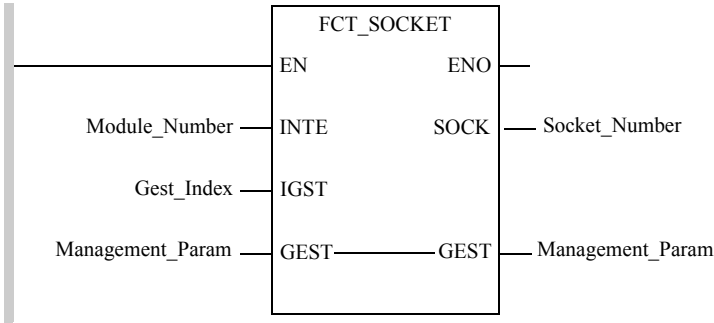 FCT_SOCKET
EN ENO
Module_Number INTE SOCK Socket_Number
Gest_Index IGST
Management_Param GEST GEST Management_Param